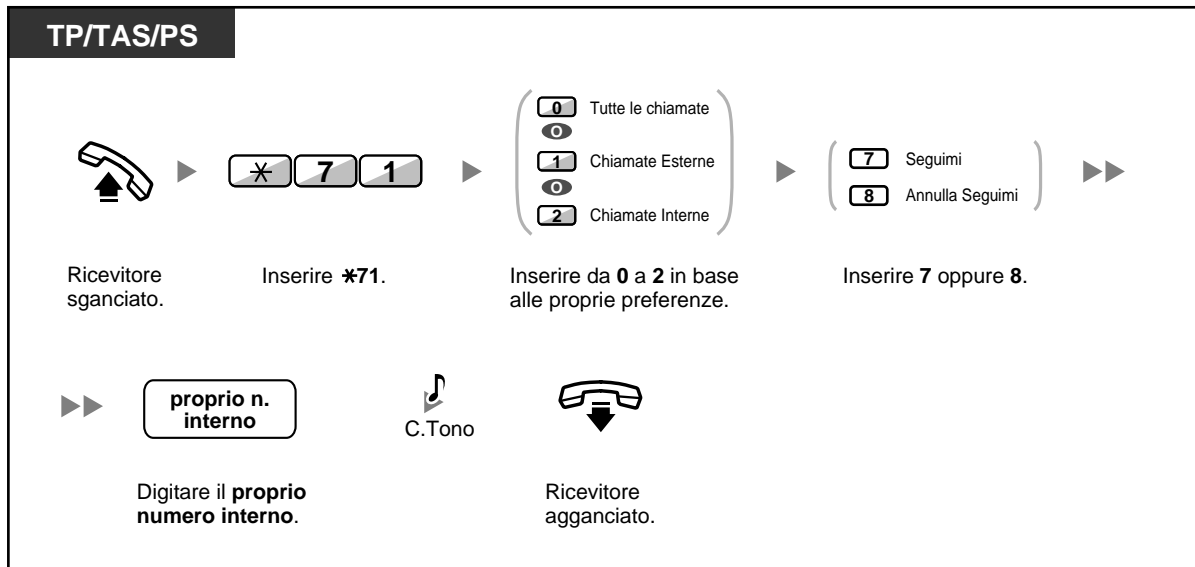 TP/TAS/PS
0 Tutte le chiamate
O
1 Chiamate Esterne
O
2 Chiamate Interne
7 Seguimi
8 Annulla Seguimi
* 7 1
Ricevitore
sganciato.
Inserire *71.
Inserire da 0 a 2 in base
alle proprie preferenze.
Inserire 7 oppure 8.
proprio n.
interno
C.Tono
Digitare il proprio
numero interno.
Ricevitore
agganciato.